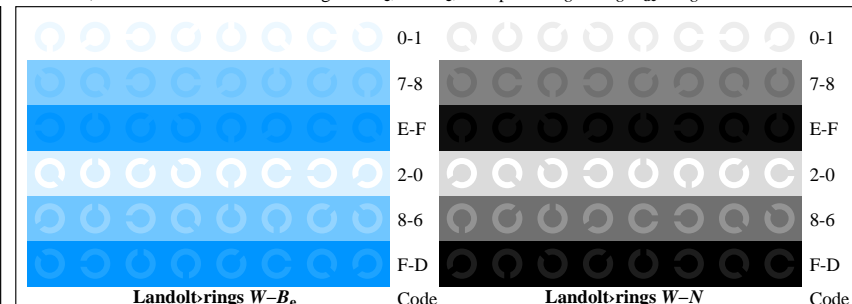 0-1 0-1
7-8 7-8
E-F E-F
2-0 2-0
8-6 8-6
F-D F-D
Landolt›rings W–Be Code Landolt›rings W–N Code